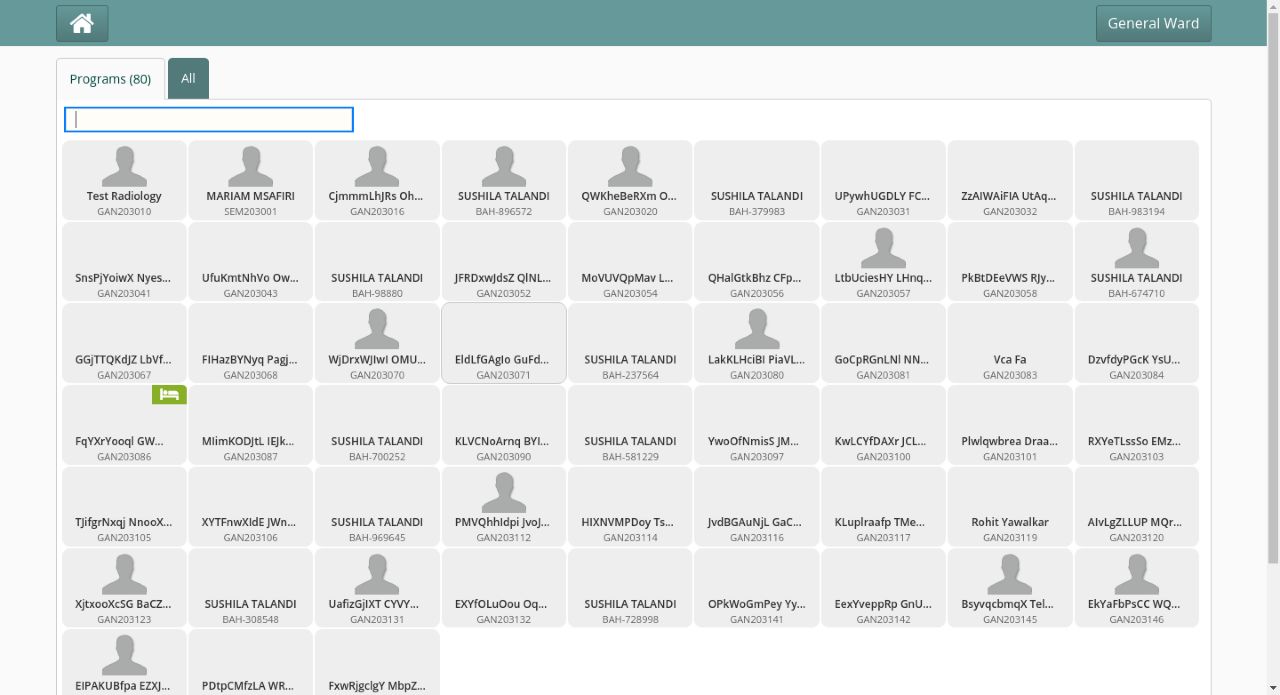 General Ward
Programs (80)
All
Test Radiology
GAN203010
MARIAM MSAFIRI
SEM203001
CjmmmLhJRs Oh...
GAN203016
SUSHILA TALANDI
BAH-896572
QWKheBeRXm O...
GAN203020
SUSHILA TALANDI
BAH-379983
UPywhUGDLY FC...
GAN203031
ZzAIWAiFIA UtAq...
GAN203032
SUSHILA TALANDI
BAH-983194
SnsPjYoiwX Nyes...
GAN203041
UfuKmtNhVo Ow...
GAN203043
SUSHILA TALANDI
BAH-98880
JFRDxwJdsZ QlNL...
GAN203052
MoVUVQpMav L...
GAN203054
QHalGtkBhz CFp...
GAN203056
LtbUciesHY LHnq...
GAN203057
PkBtDEeVWS RJy...
GAN203058
SUSHILA TALANDI
BAH-674710
GGjTTQKdJZ LbVf...
GAN203067
FIHazBYNyq Pagj...
GAN203068
WjDrxWJIwI OMU...
GAN203070
EldLfGAgIo GuFd...
GAN203071
SUSHILA TALANDI
BAH-237564
LakKLHciBI PiaVL...
GAN203080
GoCpRGnLNl NN...
GAN203081
Vca Fa
GAN203083
DzvfdyPGcK YsU...
GAN203084
FqYXrYooql GW...
GAN203086
MIimKODJtL IEJk...
GAN203087
SUSHILA TALANDI
BAH-700252
KLVCNoArnq BYI...
GAN203090
SUSHILA TALANDI
BAH-581229
YwoOfNmisS JM...
GAN203097
KwLCYfDAXr JCL...
GAN203100
Plwlqwbrea Draa...
GAN203101
RXYeTLssSo EMz...
GAN203103
TJifgrNxqj NnooX...
GAN203105
XYTFnwXIdE JWn...
GAN203106
SUSHILA TALANDI
BAH-969645
PMVQhhIdpi JvoJ...
GAN203112
HIXNVMPDoy Ts...
GAN203114
JvdBGAuNjL GaC...
GAN203116
KLuplraafp TMe...
GAN203117
Rohit Yawalkar
GAN203119
AIvLgZLLUP MQr...
GAN203120
XjtxooXcSG BaCZ...
GAN203123
SUSHILA TALANDI
BAH-308548
UafizGjIXT CYVY...
GAN203131
EXYfOLuOou Oq...
GAN203132
SUSHILA TALANDI
BAH-728998
OPkWoGmPey Yy...
GAN203141
EexYveppRp GnU...
GAN203142
BsyvqcbmqX Tel...
GAN203145
EkYaFbPsCC WQ...
GAN203146
EIPAKUBfpa EZXJ...
PDtpCMfzLA WR...
FxwRjgclgY MbpZ...